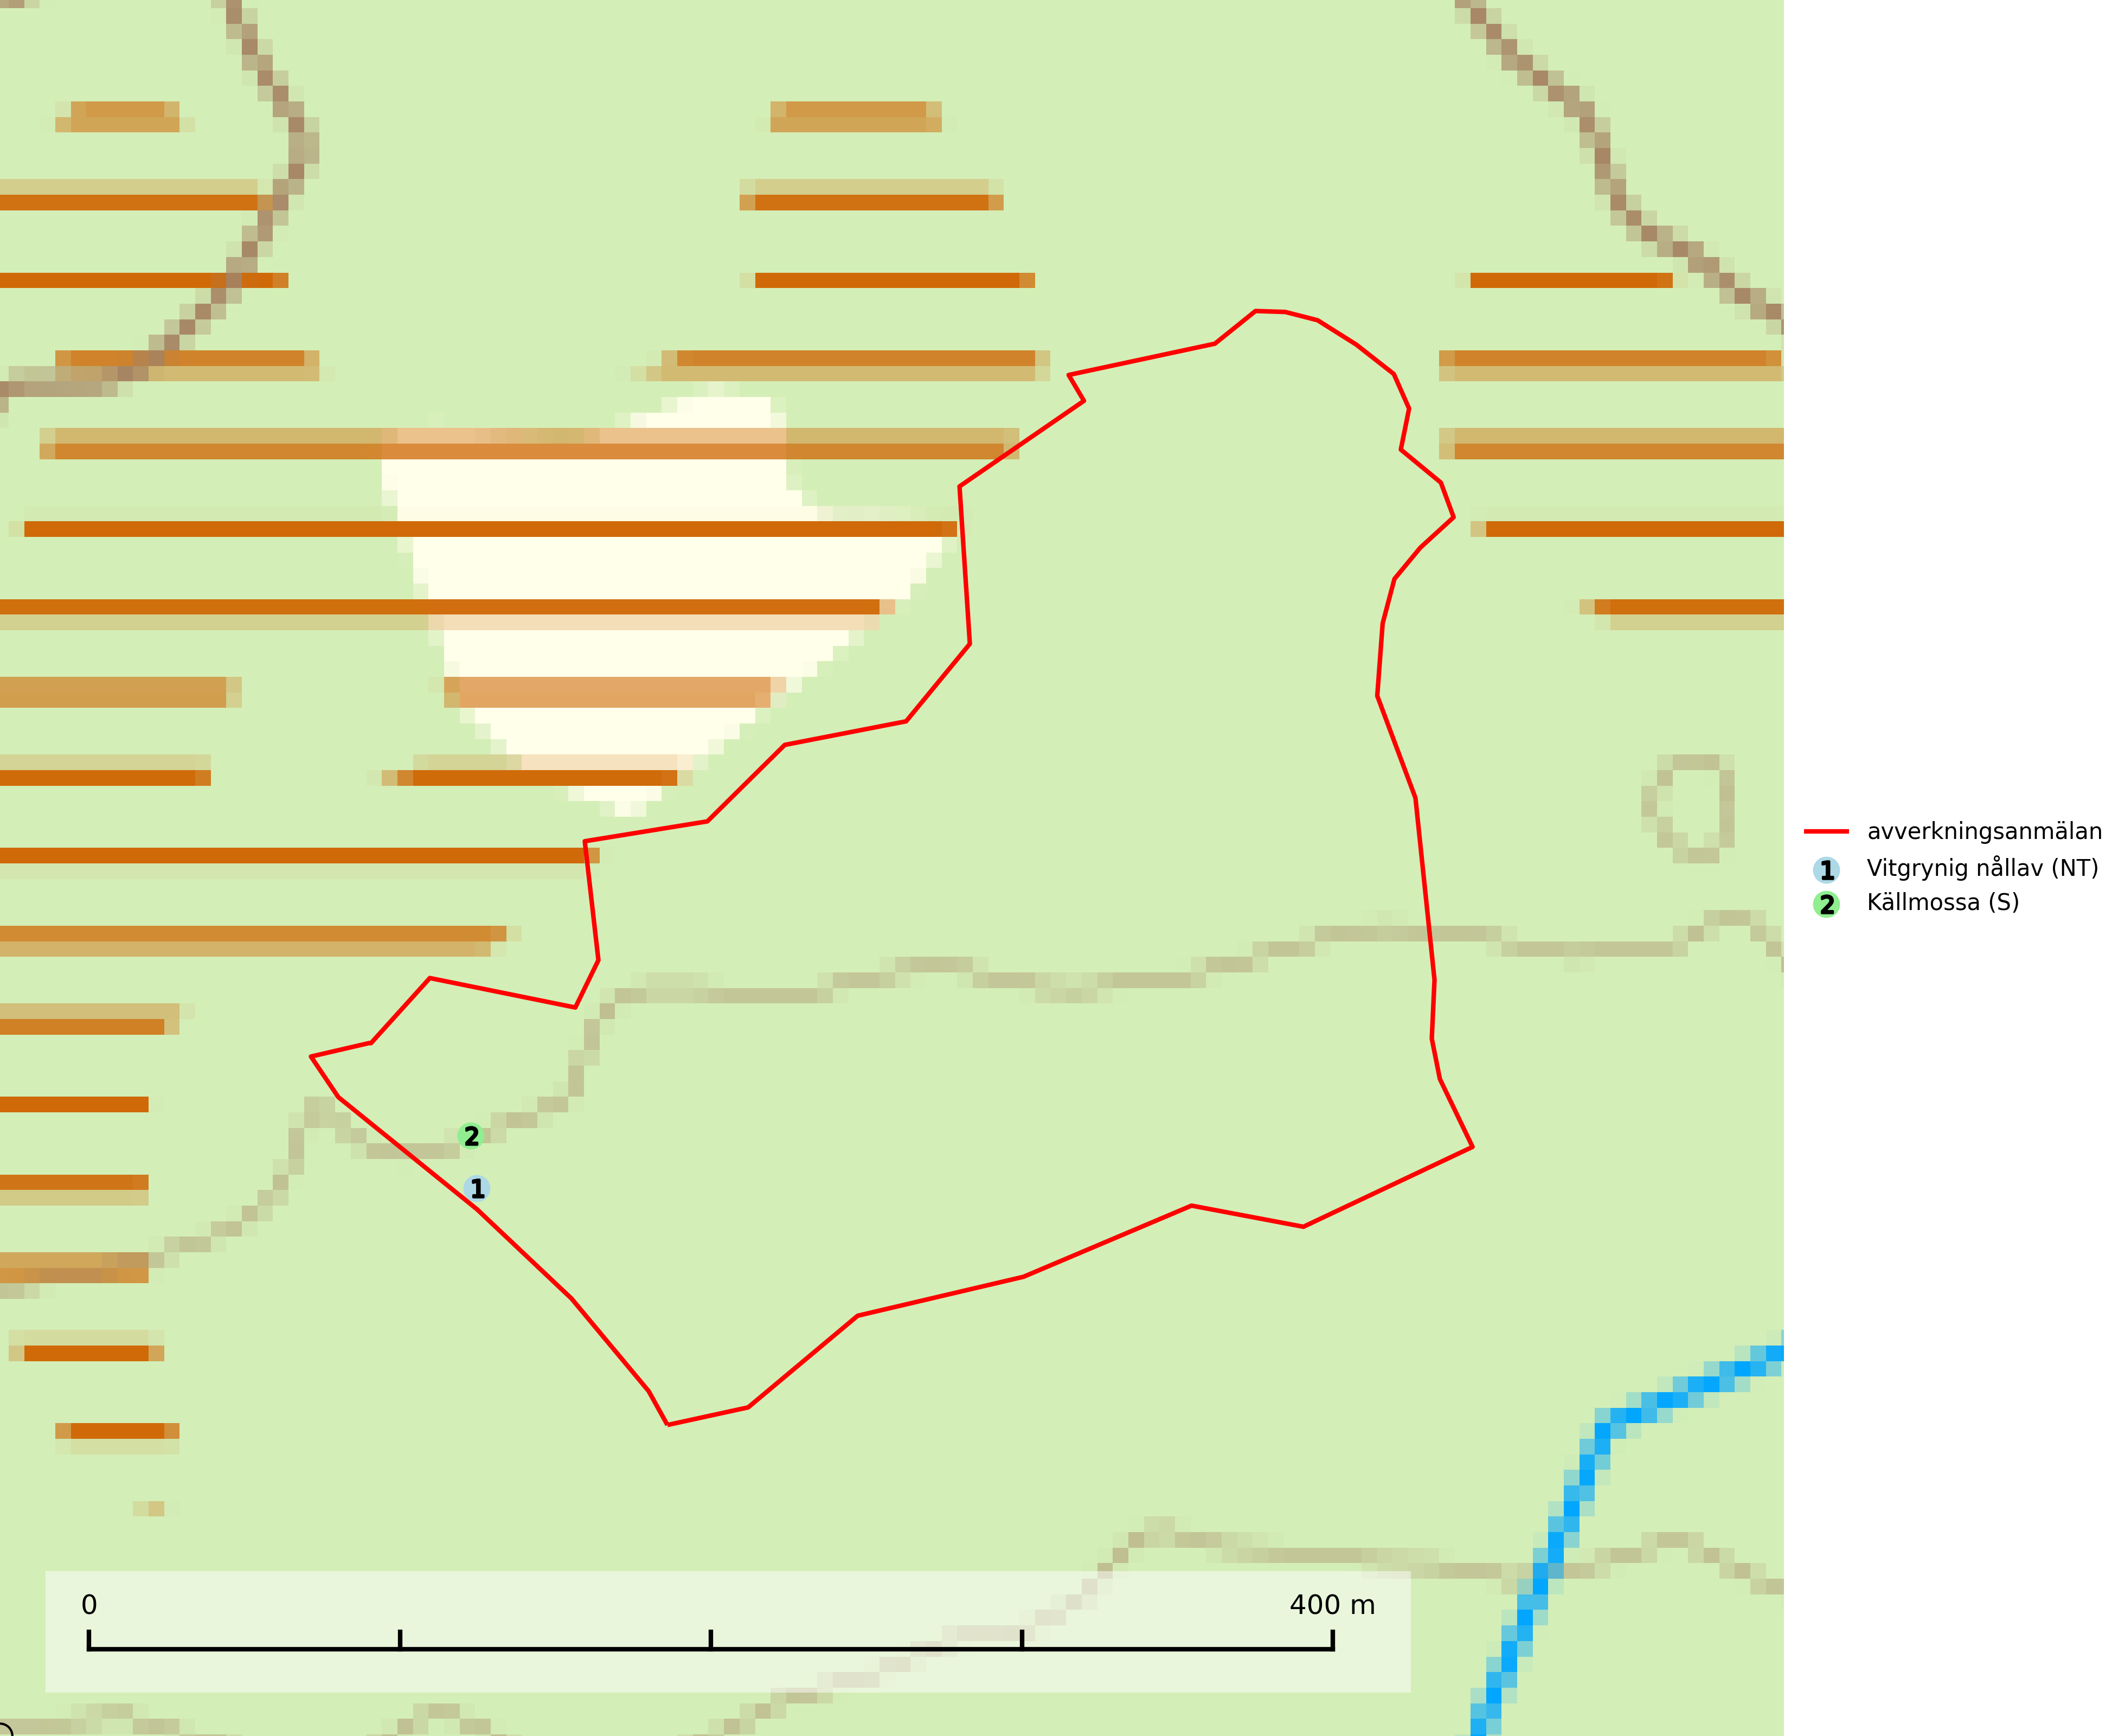 avverkningsanmälan
1 Vitgrynig nållav (NT)
2 Källmossa (S)
2
1
0 400 m